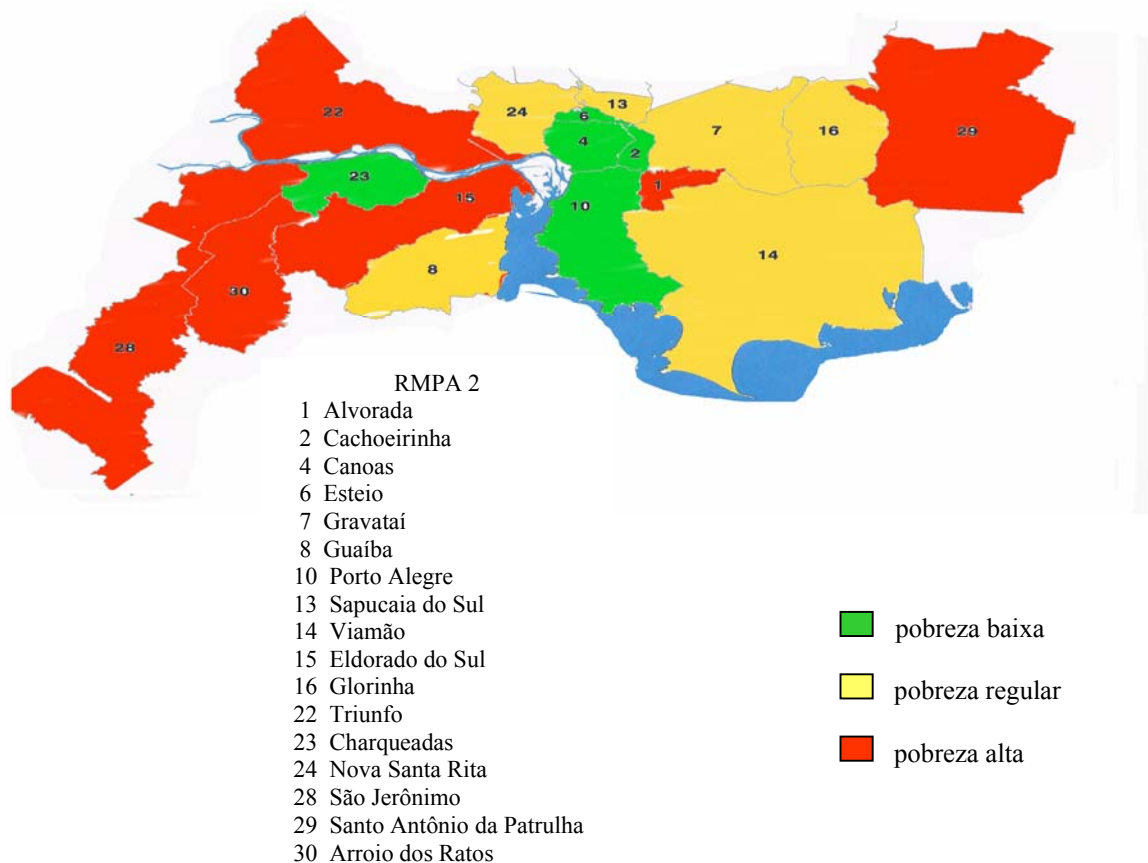 22
24
13
6
4
2
7
16
29
23
15
1
10
8
14
30
28
RMPA 2
1 Alvorada
2 Cachoeirinha
4 Canoas
6 Esteio
7 Gravataí
8 Guaíba
10 Porto Alegre
13 Sapucaia do Sul
14 Viamão
15 Eldorado do Sul
16 Glorinha
22 Triunfo
23 Charqueadas
24 Nova Santa Rita
28 São Jerônimo
29 Santo Antônio da Patrulha
30 Arroio dos Ratos
pobreza baixa
pobreza regular
pobreza alta